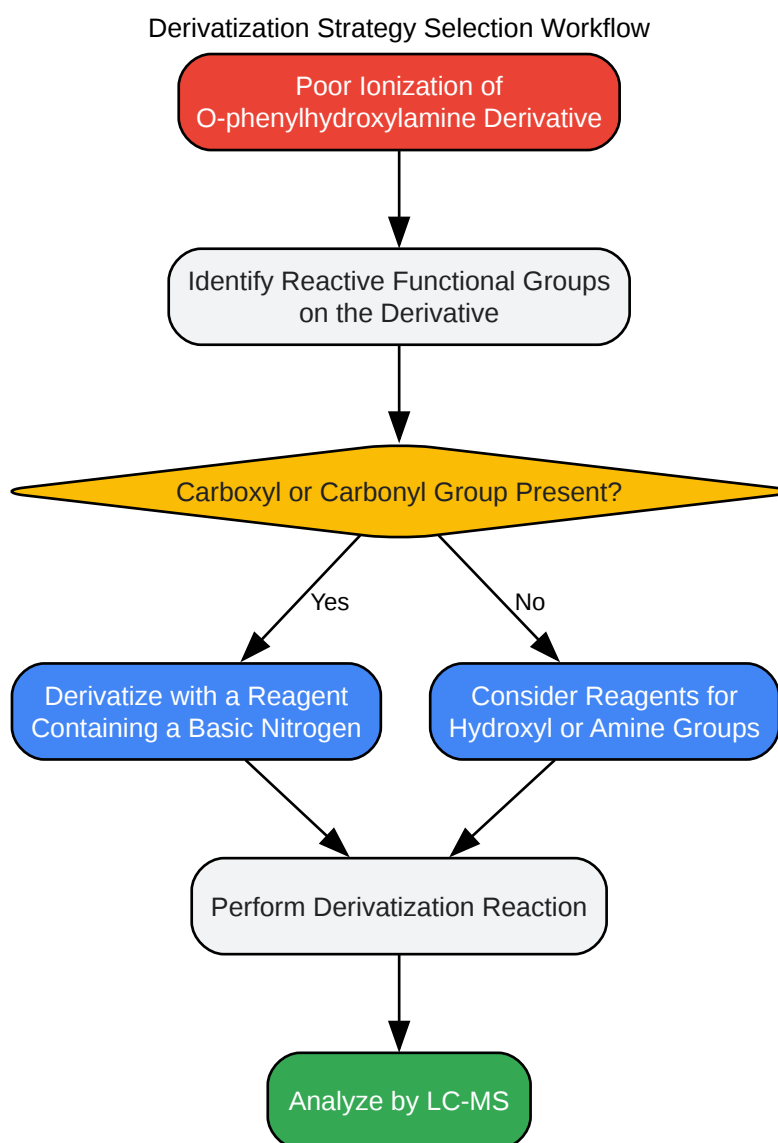 Derivatization Strategy Selection Workflow
Poor Ionization of
O-phenylhydroxylamine Derivative
Identify Reactive Functional Groups
on the Derivative
Carboxyl or Carbonyl Group Present?
Yes
No
Derivatize with a Reagent
Containing a Basic Nitrogen
Consider Reagents for
Hydroxyl or Amine Groups
Perform Derivatization Reaction
Analyze by LC-MS